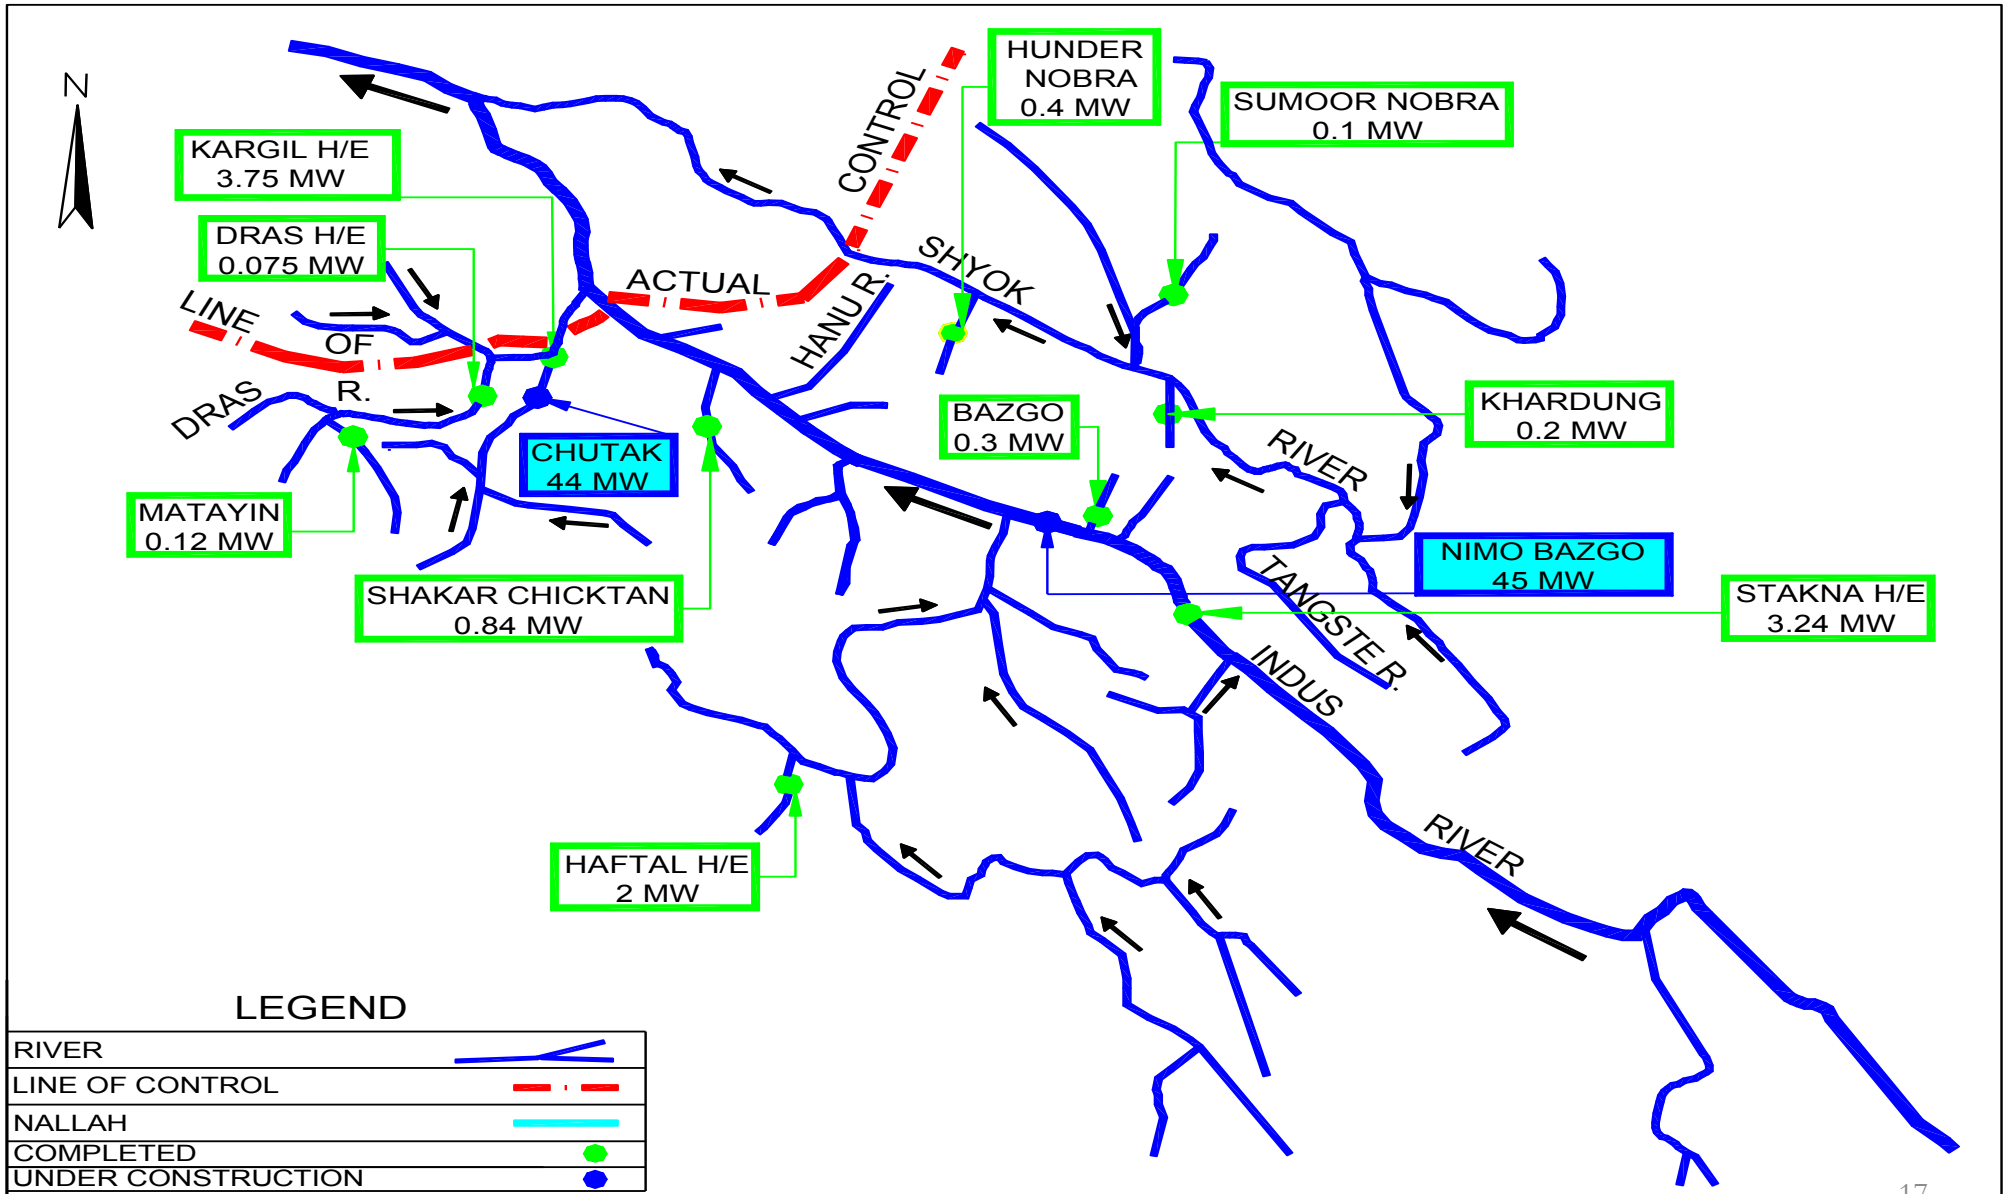 N
CONTROL
HUNDER
NOBRA
0.4 MW
SUMOOR NOBRA
0.1 MW
KARGIL H/E
3.75 MW
DRAS H/E
0.075 MW
LINE
OF
ACTUAL
HANU R.
SHYOK
DRAS
R.
BAZGO
0.3 MW
KHARDUNG
0.2 MW
RIVER
CHUTAK
44 MW
MATAYIN
0.12 MW
NIMO BAZGO
45 MW
TANGSTE R.
SHAKAR CHICKTAN
0.84 MW
STAKNA H/E
3.24 MW
INDUS
RIVER
HAFTAL H/E
2 MW
LEGEND
RIVER
LINE OF CONTROL
NALLAH
COMPLETED
UNDER CONSTRUCTION
17